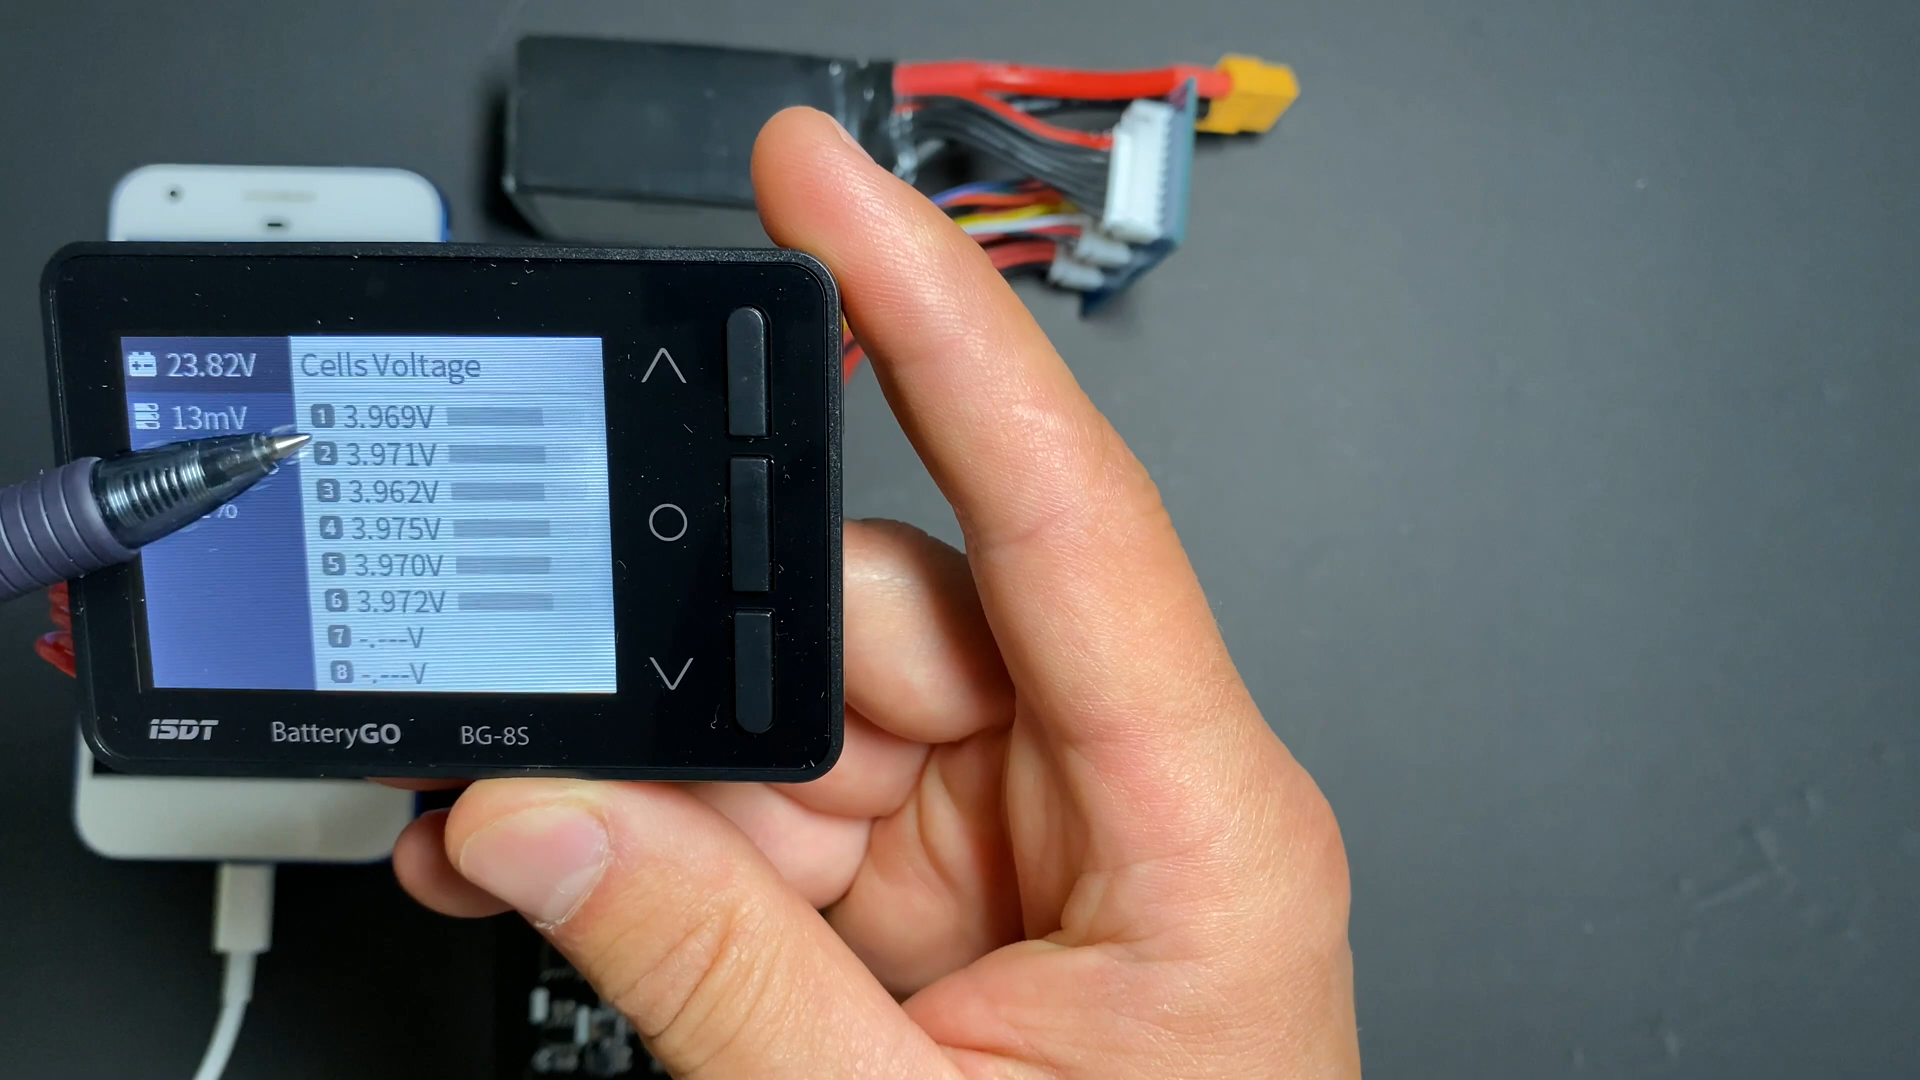 23.82V
13mV
%
Cells Voltage
1 3.969V
2 3.971V
3 3.962V
4 3.975V
5 3.970V
6 3.972V
7 -.---V
8 -.---V
ISDT BatteryGO BG-8S